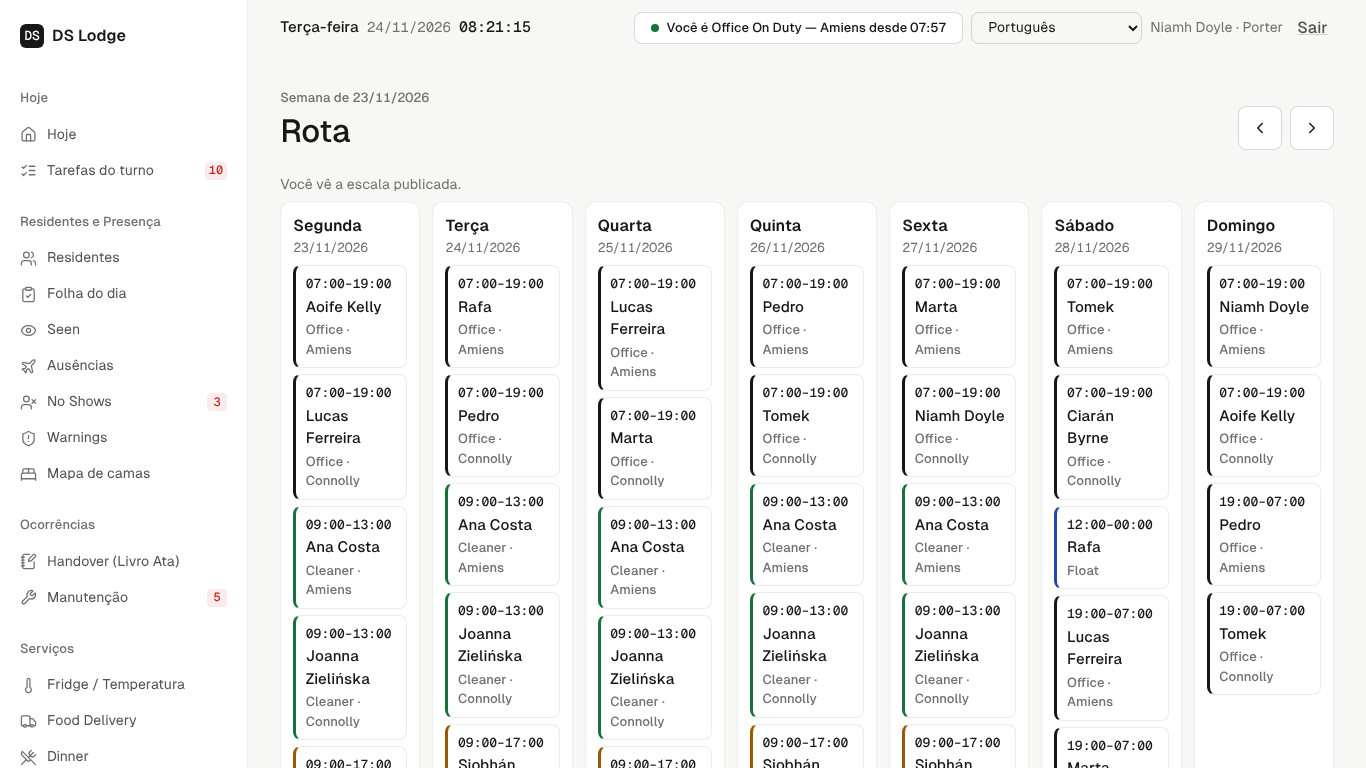 DS DS Lodge
Hoje
Hoje
Tarefas do turno 10
Residentes e Presença
Residentes
Folha do dia
Seen
Ausências
No Shows 3
Warnings
Mapa de camas
Ocorrências
Handover (Livro Ata)
Manutenção 5
Serviços
Fridge / Temperatura
Food Delivery
Dinner
Terça-feira 24/11/2026 08:21:15
Você é Office On Duty — Amiens desde 07:57
Português
Niamh Doyle · Porter
Sair
Semana de 23/11/2026
Rota
Você vê a escala publicada.
Segunda
23/11/2026
07:00–19:00
Aoife Kelly
Office ·
Amiens
07:00–19:00
Lucas
Ferreira
Office ·
Connolly
09:00–13:00
Ana Costa
Cleaner ·
Amiens
09:00–13:00
Joanna
Zielińska
Cleaner ·
Connolly
09:00–17:00
Terça
24/11/2026
07:00–19:00
Rafa
Office ·
Amiens
07:00–19:00
Pedro
Office ·
Connolly
09:00–13:00
Ana Costa
Cleaner ·
Amiens
09:00–13:00
Joanna
Zielińska
Cleaner ·
Connolly
09:00–17:00
Siobhán
Quarta
25/11/2026
07:00–19:00
Lucas
Ferreira
Office ·
Amiens
07:00–19:00
Marta
Office ·
Connolly
09:00–13:00
Ana Costa
Cleaner ·
Amiens
09:00–13:00
Joanna
Zielińska
Cleaner ·
Connolly
09:00–17:00
Quinta
26/11/2026
07:00–19:00
Pedro
Office ·
Amiens
07:00–19:00
Tomek
Office ·
Connolly
09:00–13:00
Ana Costa
Cleaner ·
Amiens
09:00–13:00
Joanna
Zielińska
Cleaner ·
Connolly
09:00–17:00
Siobhán
Sexta
27/11/2026
07:00–19:00
Marta
Office ·
Amiens
07:00–19:00
Niamh Doyle
Office ·
Connolly
09:00–13:00
Ana Costa
Cleaner ·
Amiens
09:00–13:00
Joanna
Zielińska
Cleaner ·
Connolly
09:00–17:00
Siobhán
Sábado
28/11/2026
07:00–19:00
Tomek
Office ·
Amiens
07:00–19:00
Ciarán
Byrne
Office ·
Connolly
12:00–00:00
Rafa
Float
19:00–07:00
Lucas
Ferreira
Office ·
Amiens
19:00–07:00
Marta
Domingo
29/11/2026
07:00–19:00
Niamh Doyle
Office ·
Amiens
07:00–19:00
Aoife Kelly
Office ·
Connolly
19:00–07:00
Pedro
Office ·
Amiens
19:00–07:00
Tomek
Office ·
Connolly